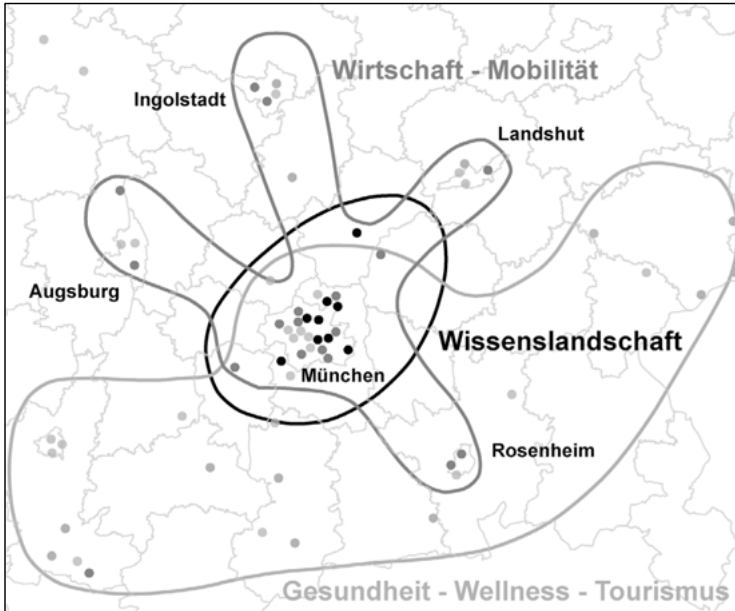 Wirtschaft - Mobilität
Ingolstadt
Landshut
Augsburg
Wissenslandschaft
München
Rosenheim
Gesundheit - Wellness - Tourismus